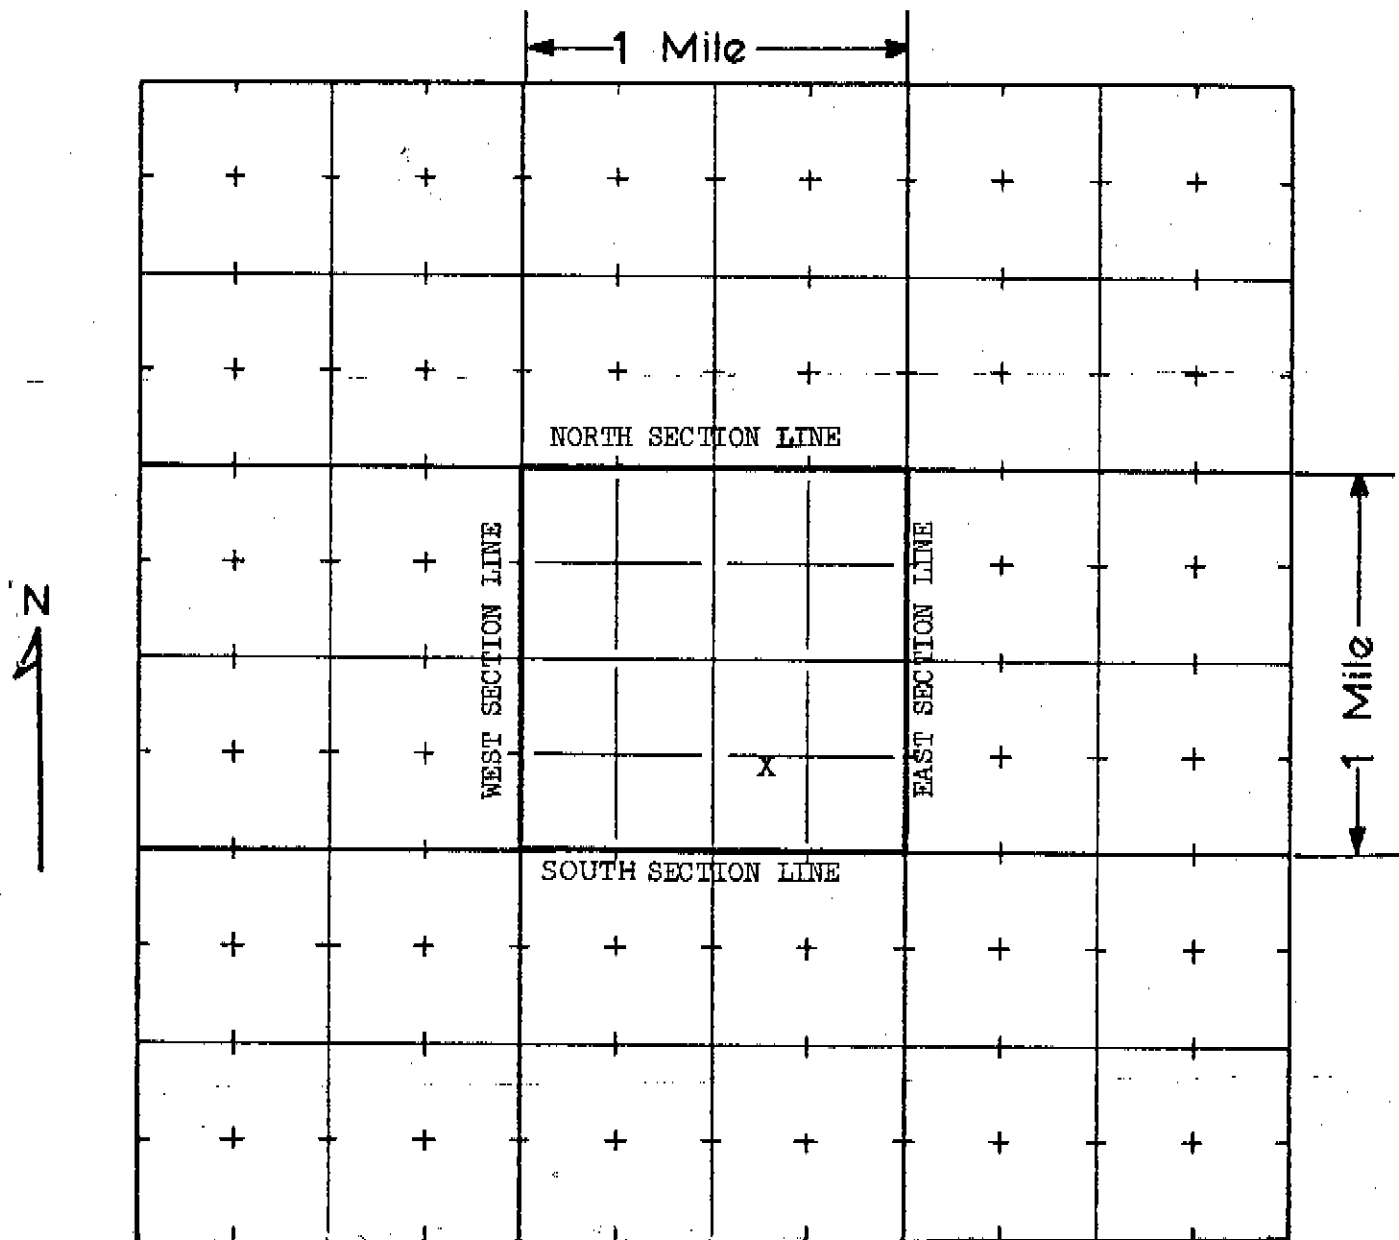 1 Mile
NORTH SECTION LINE
WEST SECTION LINE
EAST SECTION LINE
N
1 Mile
X
SOUTH SECTION LINE